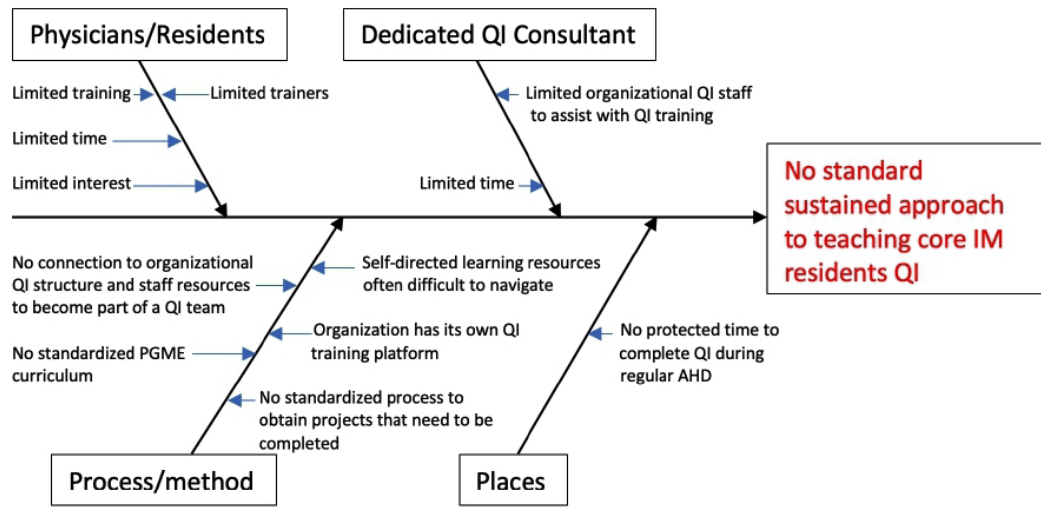 Physicians/Residents
Dedicated QI Consultant
Limited training
Limited trainers
Limited time
Limited interest
Limited organizational QI staff
to assist with QI training
Limited time
No standard
sustained approach
to teaching core IM
residents QI
No connection to organizational
QI structure and staff resources
to become part of a QI team
Self-directed learning resources
often difficult to navigate
Organization has its own QI
training platform
No standardized PGME
curriculum
No standardized process to
obtain projects that need to be
completed
No protected time to
complete QI during
regular AHD
Process/method
Places